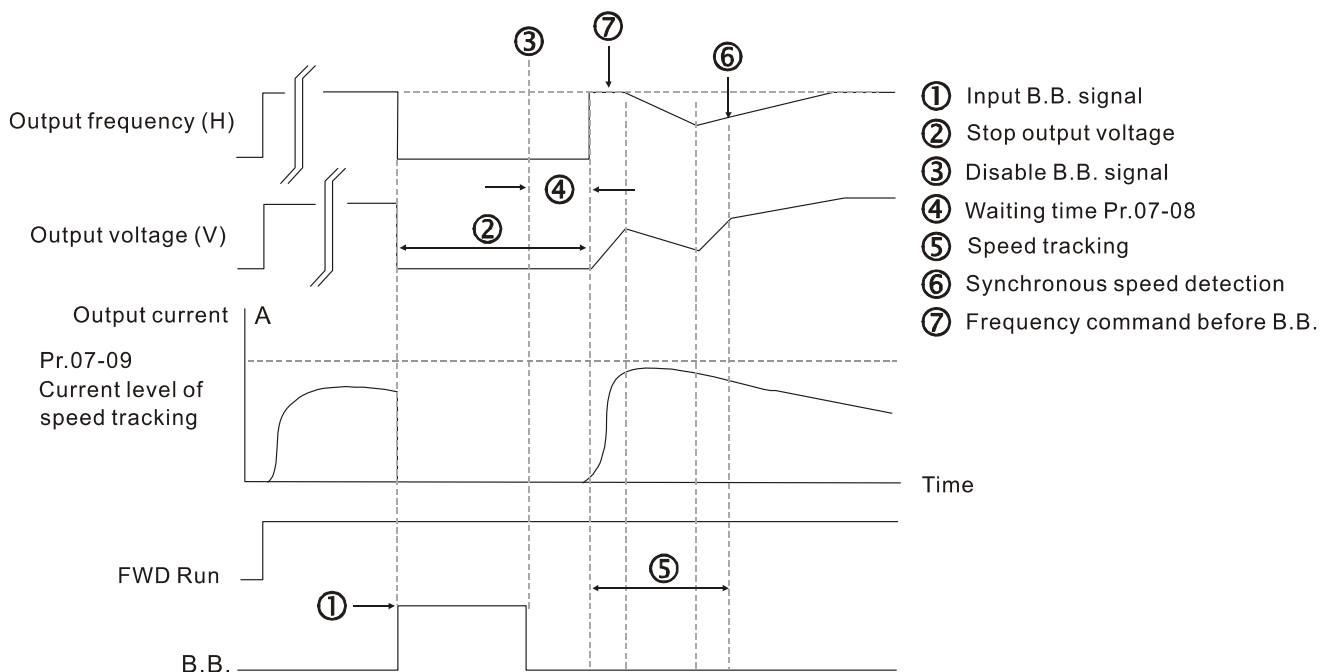 ③
⑦
⑥
Output frequency (H)
④
②
Output voltage (V)
Output current
A
Pr.07-09
Current level of
speed tracking
Time
FWD Run
⑤
①
B.B.
① Input B.B. signal
② Stop output voltage
③ Disable B.B. signal
④ Waiting time Pr.07-08
⑤ Speed tracking
⑥ Synchronous speed detection
⑦ Frequency command before B.B.